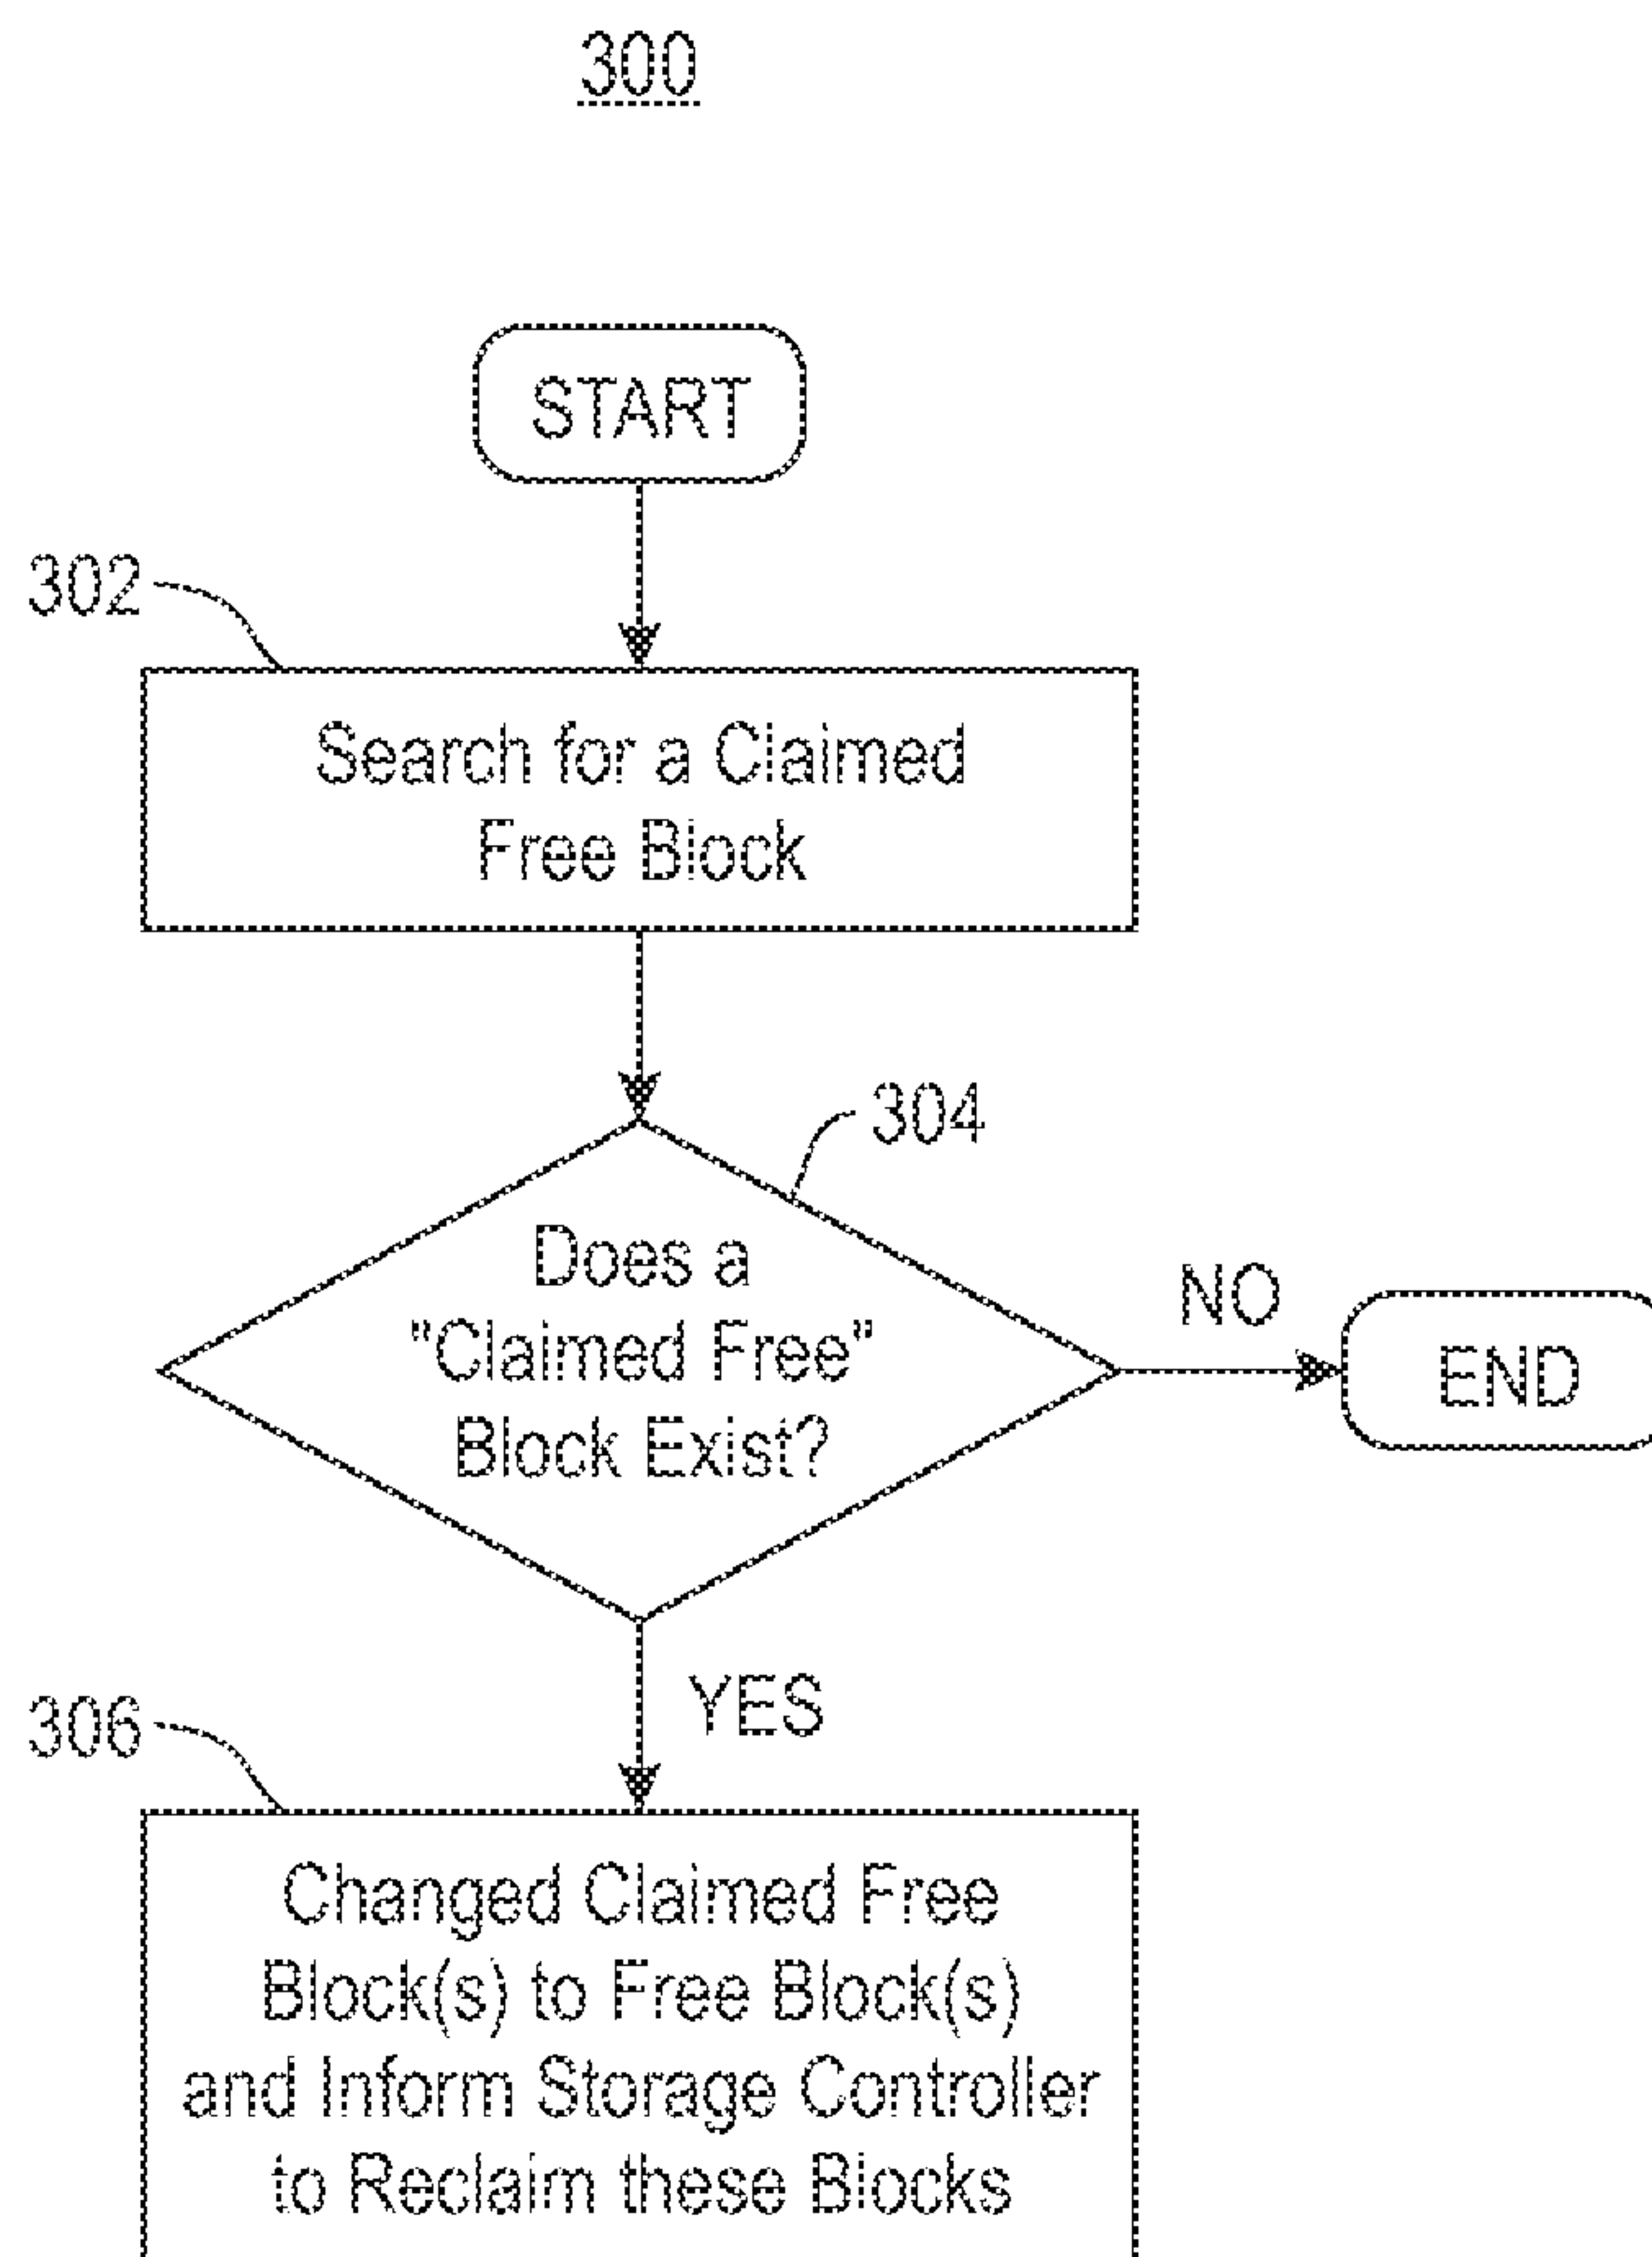 300
START
302
Search for a Claimed
Free Block
304
Does a
"Claimed Free"
Block Exist?
NO
END
YES
306
Changed Claimed Free
Block(s) to Free Block(s)
and Inform Storage Controller
to Reclaim these Blocks